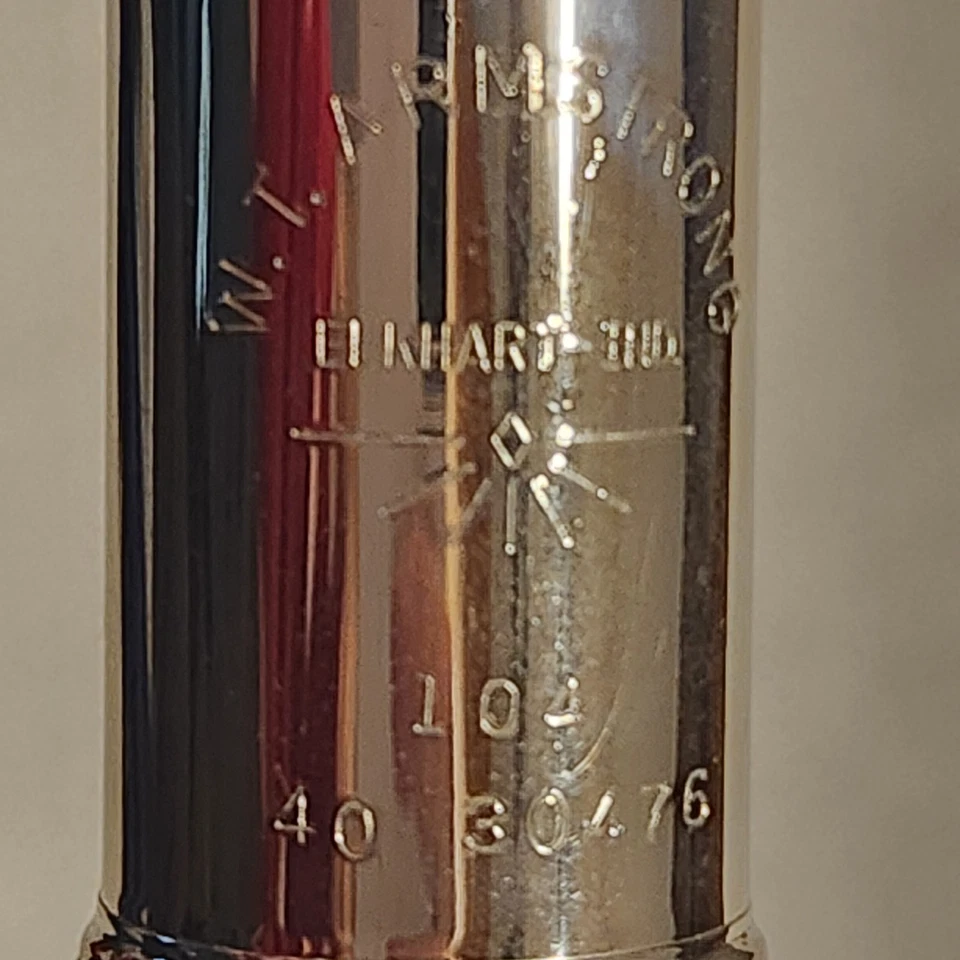 W.T. ARMSTRONG
ELKHART-IND.
104
40 30476